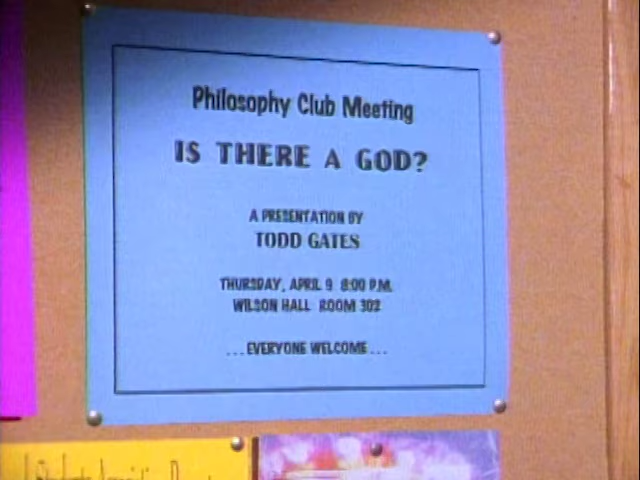 Philosophy Club Meeting
IS THERE A GOD?
A PRESENTATION BY
TODD GATES
THURSDAY, APRIL 9 8:00 P.M.
WILSON HALL ROOM 302
...EVERYONE WELCOME...